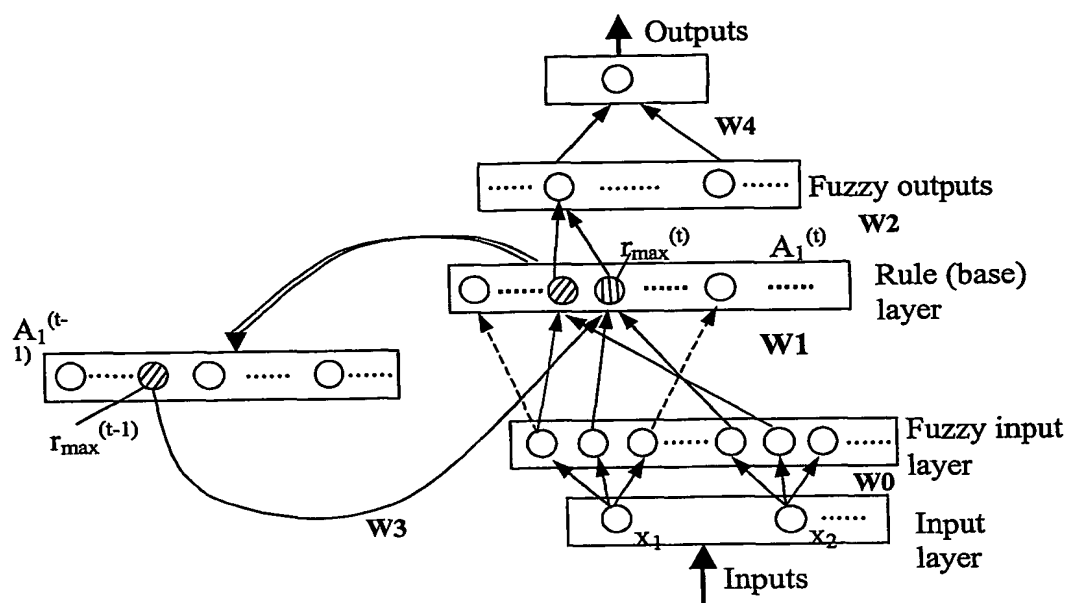 Outputs
W4
Fuzzy outputs
W2
rmax(t)
A1(t)
Rule (base)
layer
A1(t-
1)
W1
rmax(t-1)
Fuzzy input
layer
W0
W3
x1
x2
Input
layer
Inputs